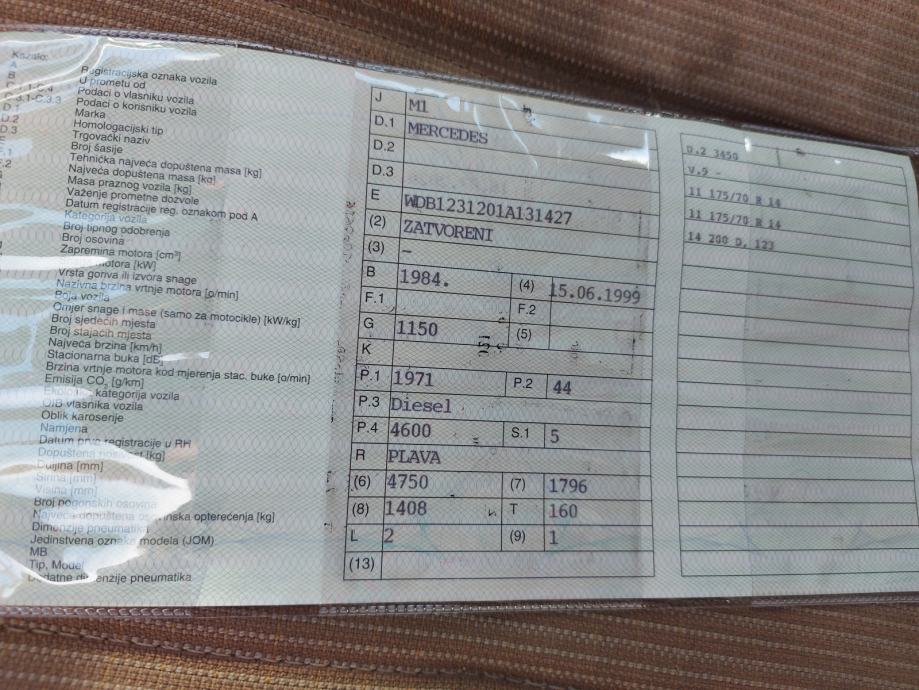 Kazalo:
A Registracijska oznaka vozila
B U prometu od
C.1.1-C.4 Podaci o vlasniku vozila
C.3.1-C.3.3 Podaci o korisniku vozila
D.1 Marka
D.2 Homologacijski tip
D.3 Trgovački naziv
E Broj šasije
F.1 Tehnička najveća dopuštena masa [kg]
F.2 Najveća dopuštena masa [kg]
Masa praznog vozila [kg]
Važenje prometne dozvole
Datum registracije reg. oznakom pod A
Kategorija vozila
Broj tipnog odobrenja
Broj osovina
Zapremina motora [cm³]
motora [kW]
Vrsta goriva ili izvora snage
Nazivna brzina vrtnje motora [o/min]
Boja vozila
Omjer snage i mase (samo za motocikle) [kW/kg]
Broj sjedećih mjesta
Broj stajaćih mjesta
Najveća brzina [km/h]
Stacionarna buka [dB
Brzina vrtnje motora kod mjerenja stac. buke [o/min]
Emisija CO₂ [g/km]
kategorija vozila
OIB vlasnika vozila
Oblik karoserije
Namjena
Datum prve registracije u RH
Dopuštena nosivost [kg]
Duljina [mm]
Širina [mm]
Visina [mm]
Broj pogonskih osovina
Najveća dopuštena osovinska opterećenja [kg]
Dimenzije pneumatika
Jedinstvena oznaka modela (JOM)
MB
Tip, Model
Dodatne dimenzije pneumatika
J M1
D.1 MERCEDES
D.2
D.3
E WDB1231201A131427
(2) ZATVORENI
(3) –
B 1984. (4) 15.06.1999
F.1 F.2
G 1150 (5)
K
P.1 1971 P.2 44
P.3 Diesel
P.4 4600 S.1 5
R PLAVA
(6) 4750 (7) 1796
(8) 1408 T 160
L 2 (9) 1
(13)
D.2 3450
V.9 -
11 175/70 R 14
11 175/70 R 14
14 200 D, 123